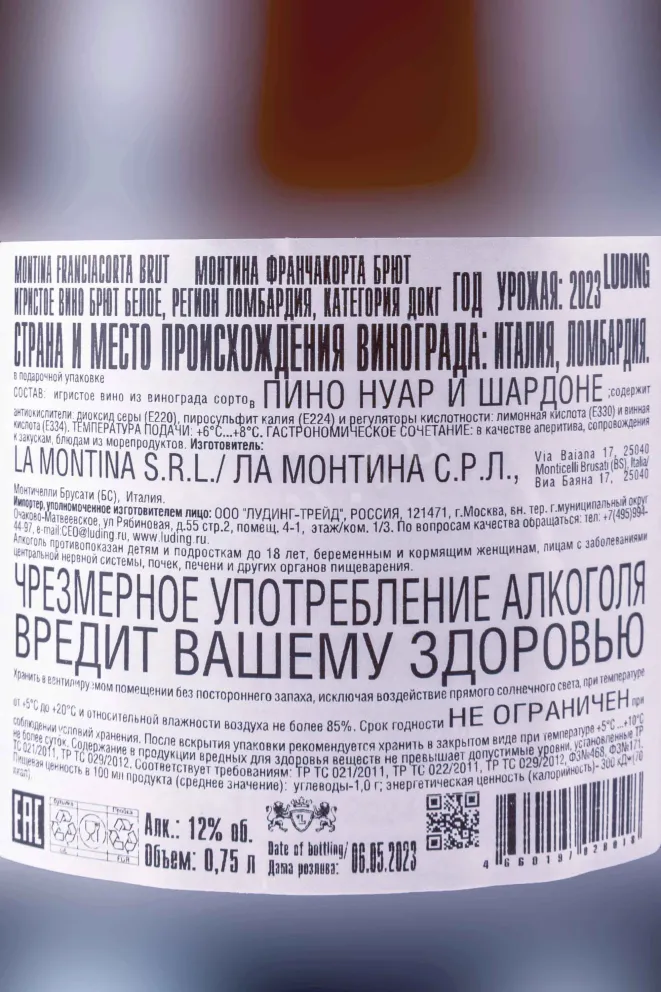 MONTINA FRANCIACORTA BRUT МОНТИНА ФРАНЧАКОРТА БРЮТ
ИГРИСТОЕ ВИНО БРЮТ БЕЛОЕ, РЕГИОН ЛОМБАРДИЯ, КАТЕГОРИЯ ДОКГ ГОД УРОЖАЯ: 2023 LUDING
СТРАНА И МЕСТО ПРОИСХОЖДЕНИЯ ВИНОГРАДА: ИТАЛИЯ, ЛОМБАРДИЯ.
в подарочной упаковке
СОСТАВ: игристое вино из винограда сортов ПИНО НУАР И ШАРДОНЕ ;содержит
антиокислители: диоксид серы (Е220), пиросульфит калия (Е224) и регуляторы кислотности: лимонная кислота (Е330) и винная
кислота (Е334). ТЕМПЕРАТУРА ПОДАЧИ: +6°С...+8°С. ГАСТРОНОМИЧЕСКОЕ СОЧЕТАНИЕ: в качестве аперитива, сопровождения
к закускам, блюдам из морепродуктов. Изготовитель:
LA MONTINA S.R.L./ ЛА МОНТИНА С.Р.Л.,
Via Baiana 17, 25040
Monticelli Brusati (BS), Italia/
Виа Баяна 17, 25040
Монтичелли Брусати (БС), Италия.
Импортер, уполномоченное изготовителем лицо: ООО "ЛУДИНГ-ТРЕЙД", РОССИЯ, 121471, г.Москва, вн. тер. г.муниципальный округ
Очаково-Матвеевское, ул Рябиновая, д.55 стр.2, помещ. 4-1, этаж/ком. 1/3. По вопросам качества обращаться: тел: +7(495)994-
44-97, e-mail:CEO@luding.ru, www.luding.ru.
Алкоголь противопоказан детям и подросткам до 18 лет, беременным и кормящим женщинам, лицам с заболеваниями
центральной нервной системы, почек, печени и других органов пищеварения.
ЧРЕЗМЕРНОЕ УПОТРЕБЛЕНИЕ АЛКОГОЛЯ
ВРЕДИТ ВАШЕМУ ЗДОРОВЬЮ
Хранить в вентилируемом помещении без постороннего запаха, исключая воздействие прямого солнечного света, при температуре
от +5°С до +20°С и относительной влажности воздуха не более 85%. Срок годности НЕ ОГРАНИЧЕН при
соблюдении условий хранения. После вскрытия упаковки рекомендуется хранить в закрытом виде при температуре +5°С ...+10°С
не более суток. Содержание в продукции вредных для здоровья веществ не превышает допустимые уровни, установленные ТР
ТС 021/2011, ТР ТС 029/2012. Соответствует требованиям: ТР ТС 021/2011, ТР ТС 022/2011, ТР ТС 029/2012, ФЗ№468, ФЗ№171.
Пищевая ценность в 100 мл продукта (среднее значение): углеводы-1,0 г; энергетическая ценность (калорийность)- 300 кДж(70
ккал).
EAC
Алк.: 12% об.
Объем: 0,75 л
Date of bottling/
Дата розлива: 06.05.2023